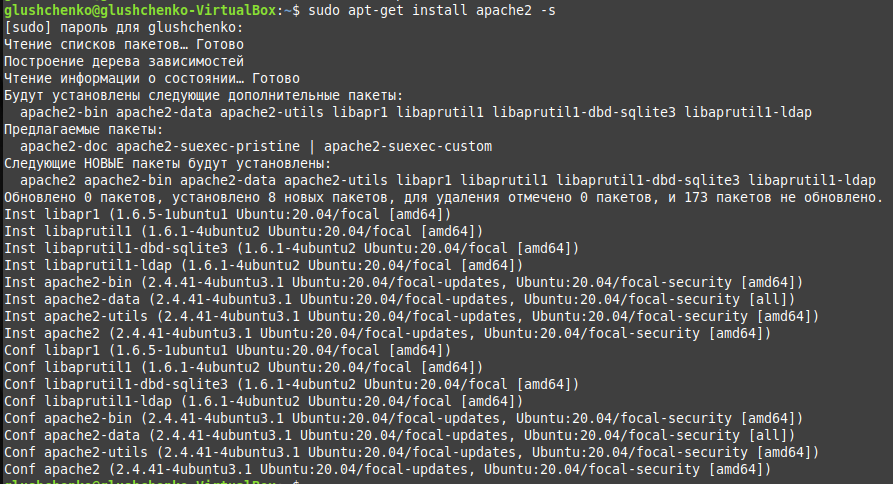 glushchenko@glushchenko-VirtualBox:~$ sudo apt-get install apache2 -s
[sudo] пароль для glushchenko:
Чтение списков пакетов… Готово
Построение дерева зависимостей
Чтение информации о состоянии… Готово
Будут установлены следующие дополнительные пакеты:
  apache2-bin apache2-data apache2-utils libapr1 libaprutil1 libaprutil1-dbd-sqlite3 libaprutil1-ldap
Предлагаемые пакеты:
  apache2-doc apache2-suexec-pristine | apache2-suexec-custom
Следующие НОВЫЕ пакеты будут установлены:
  apache2 apache2-bin apache2-data apache2-utils libapr1 libaprutil1 libaprutil1-dbd-sqlite3 libaprutil1-ldap
Обновлено 0 пакетов, установлено 8 новых пакетов, для удаления отмечено 0 пакетов, и 173 пакетов не обновлено.
Inst libapr1 (1.6.5-1ubuntu1 Ubuntu:20.04/focal [amd64])
Inst libaprutil1 (1.6.1-4ubuntu2 Ubuntu:20.04/focal [amd64])
Inst libaprutil1-dbd-sqlite3 (1.6.1-4ubuntu2 Ubuntu:20.04/focal [amd64])
Inst libaprutil1-ldap (1.6.1-4ubuntu2 Ubuntu:20.04/focal [amd64])
Inst apache2-bin (2.4.41-4ubuntu3.1 Ubuntu:20.04/focal-updates, Ubuntu:20.04/focal-security [amd64])
Inst apache2-data (2.4.41-4ubuntu3.1 Ubuntu:20.04/focal-updates, Ubuntu:20.04/focal-security [all])
Inst apache2-utils (2.4.41-4ubuntu3.1 Ubuntu:20.04/focal-updates, Ubuntu:20.04/focal-security [amd64])
Inst apache2 (2.4.41-4ubuntu3.1 Ubuntu:20.04/focal-updates, Ubuntu:20.04/focal-security [amd64])
Conf libapr1 (1.6.5-1ubuntu1 Ubuntu:20.04/focal [amd64])
Conf libaprutil1 (1.6.1-4ubuntu2 Ubuntu:20.04/focal [amd64])
Conf libaprutil1-dbd-sqlite3 (1.6.1-4ubuntu2 Ubuntu:20.04/focal [amd64])
Conf libaprutil1-ldap (1.6.1-4ubuntu2 Ubuntu:20.04/focal [amd64])
Conf apache2-bin (2.4.41-4ubuntu3.1 Ubuntu:20.04/focal-updates, Ubuntu:20.04/focal-security [amd64])
Conf apache2-data (2.4.41-4ubuntu3.1 Ubuntu:20.04/focal-updates, Ubuntu:20.04/focal-security [all])
Conf apache2-utils (2.4.41-4ubuntu3.1 Ubuntu:20.04/focal-updates, Ubuntu:20.04/focal-security [amd64])
Conf apache2 (2.4.41-4ubuntu3.1 Ubuntu:20.04/focal-updates, Ubuntu:20.04/focal-security [amd64])
glushchenko@glushchenko-VirtualBox:~$